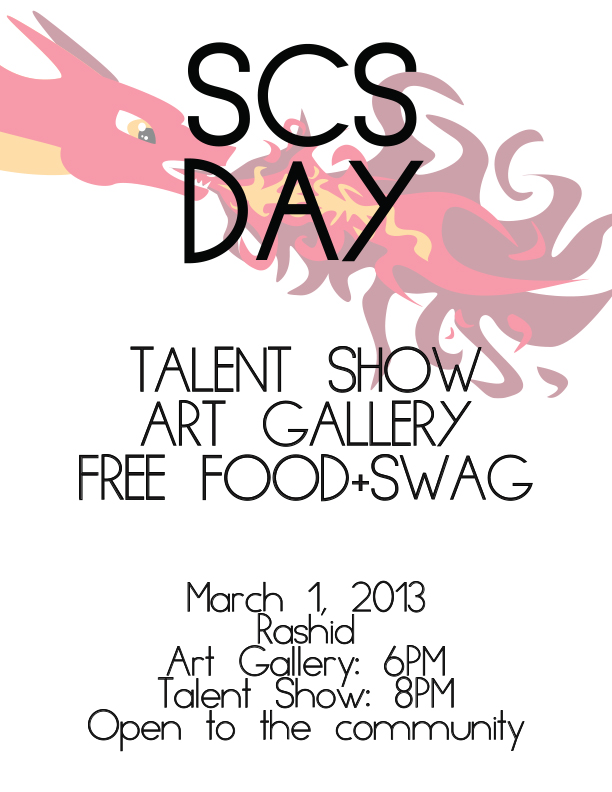 SCS
DAY
TALENT SHOW
ART GALLERY
FREE FOOD+SWAG
March 1, 2013
Rashid
Art Gallery: 6PM
Talent Show: 8PM
Open to the community